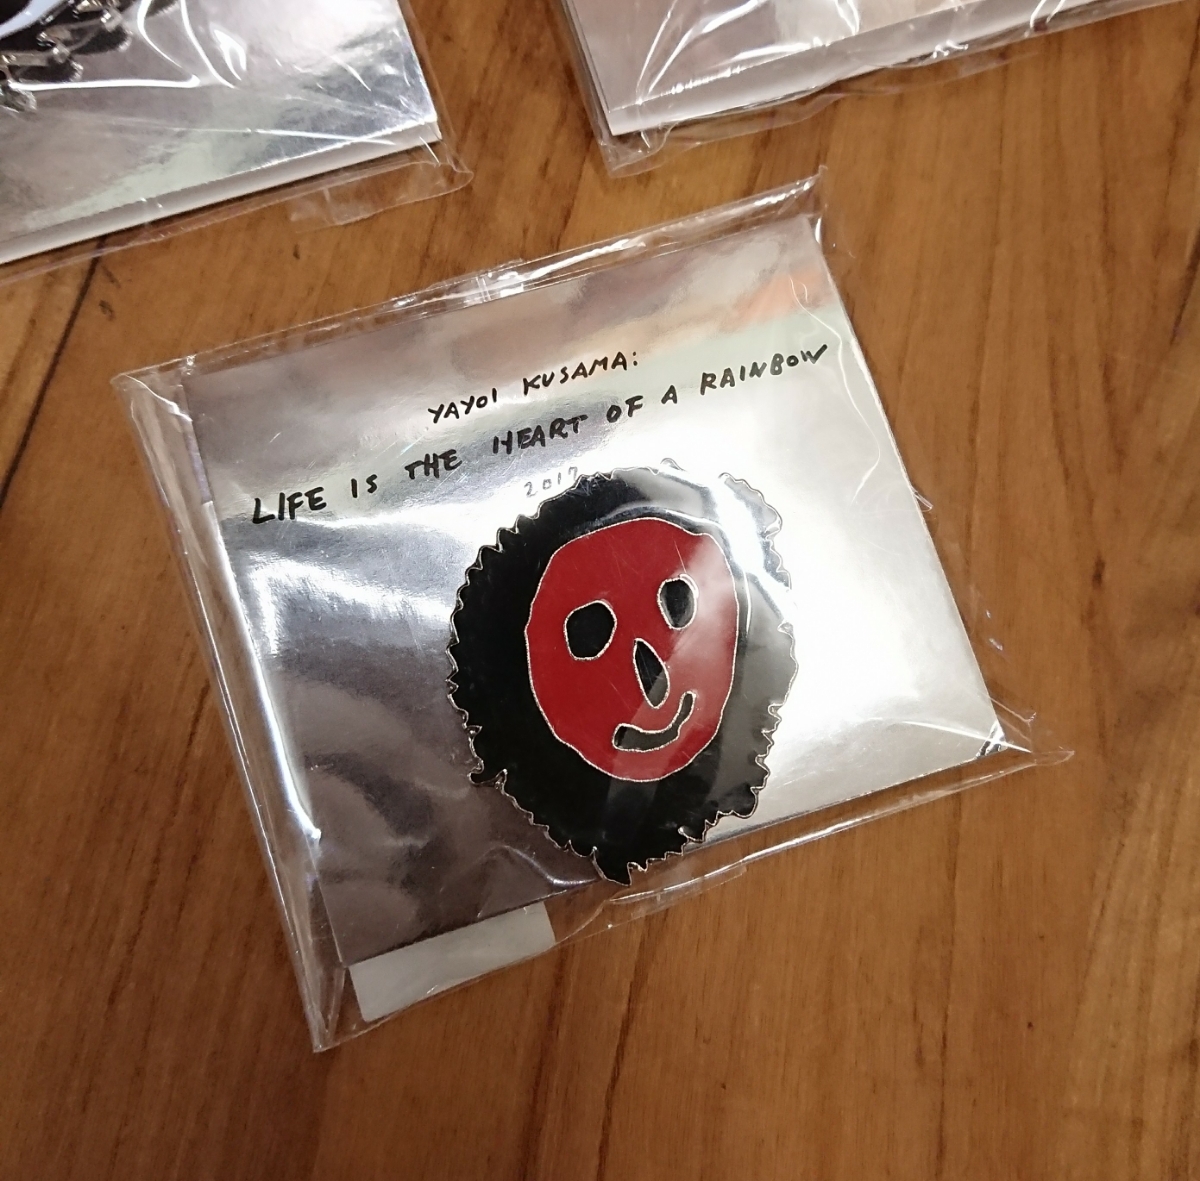 YAYOI KUSAMA:
LIFE IS THE HEART OF A RAINBOW
2017